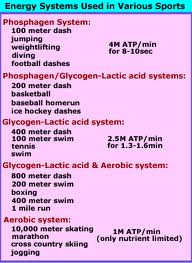 Energy Systems Used in Various Sports
Phosphagen System:
100 meter dash
jumping
weightlifting
diving
football dashes
4M ATP/min
for 8-10sec
Phosphagen/Glycogen-Lactic acid systems:
200 meter dash
basketball
baseball homerun
ice hockey dashes
Glycogen-Lactic acid system:
400 meter dash
100 meter swim
tennis
swim
2.5M ATP/min
for 1.3-1.6min
Glycogen-Lactic acid & Aerobic system:
800 meter dash
200 meter swim
boxing
400 meter swim
1 mile run
Aerobic system:
10,000 meter skating
marathon
cross country skiing
jogging
1M ATP/min
(only nutrient limited)